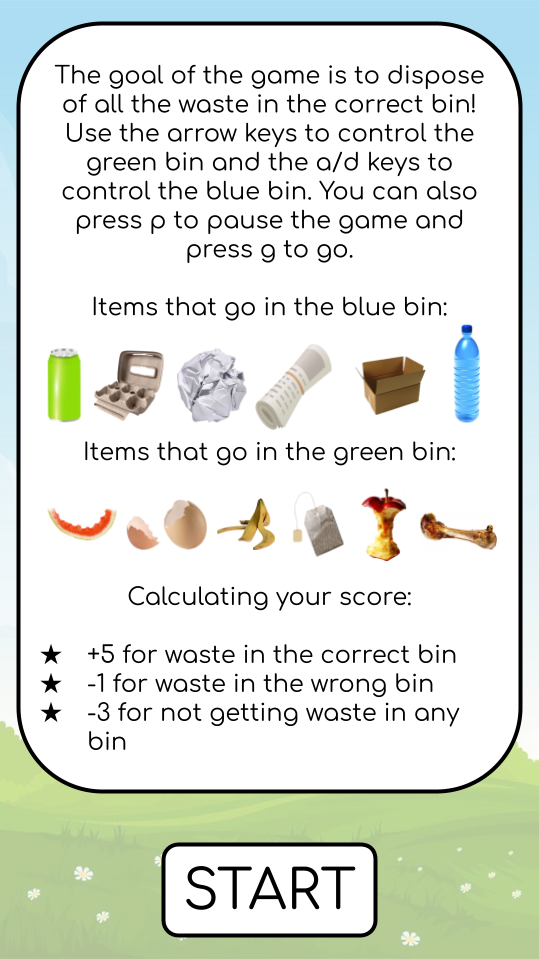 The goal of the game is to dispose
of all the waste in the correct bin!
Use the arrow keys to control the
green bin and the a/d keys to
control the blue bin. You can also
press p to pause the game and
press g to go.
Items that go in the blue bin:
Items that go in the green bin:
Calculating your score:
★ +5 for waste in the correct bin
★ -1 for waste in the wrong bin
★ -3 for not getting waste in any
bin
START